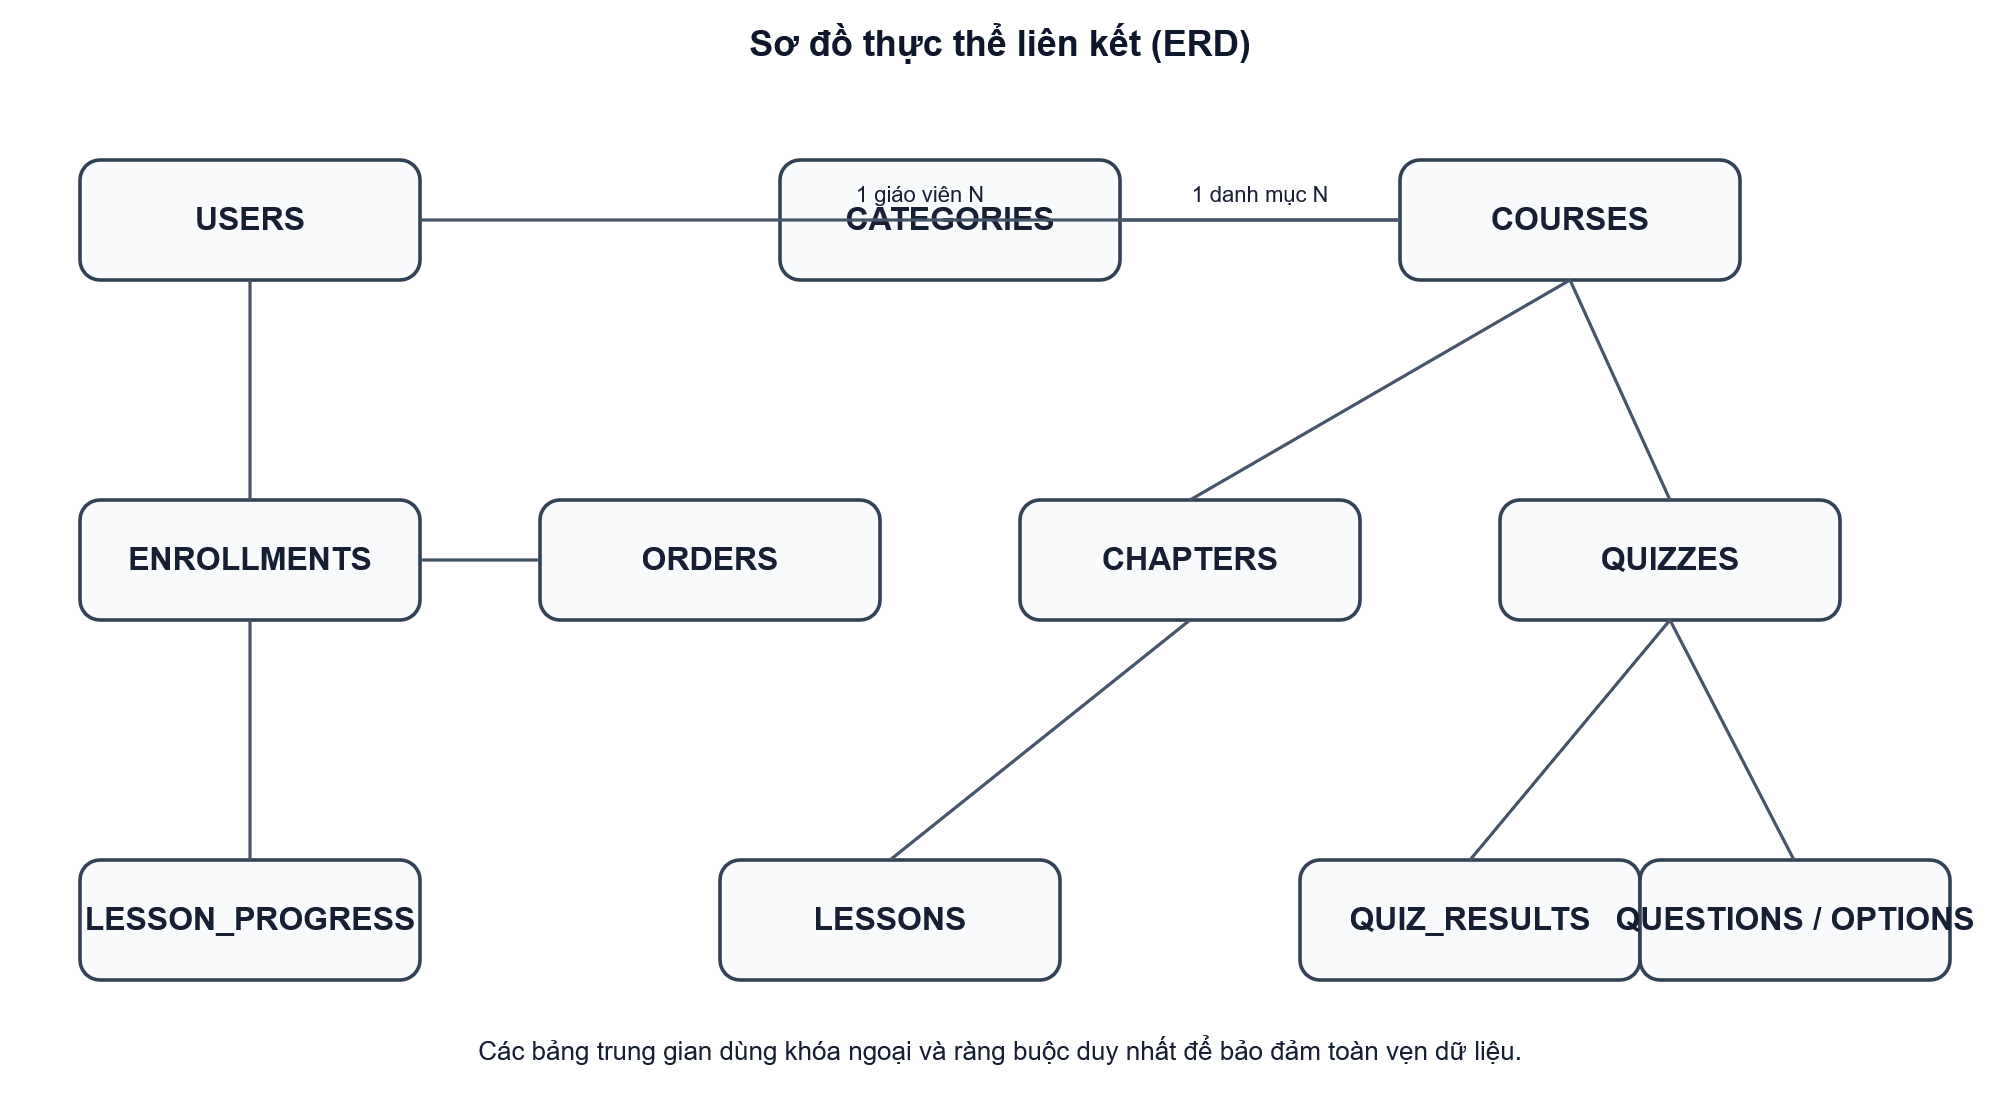 Sơ đồ thực thể liên kết (ERD)
USERS
1 giáo viên N
CATEGORIES
1 danh mục N
COURSES
ENROLLMENTS
ORDERS
CHAPTERS
QUIZZES
LESSON_PROGRESS
LESSONS
QUIZ_RESULTS
QUESTIONS / OPTIONS
Các bảng trung gian dùng khóa ngoại và ràng buộc duy nhất để bảo đảm toàn vẹn dữ liệu.